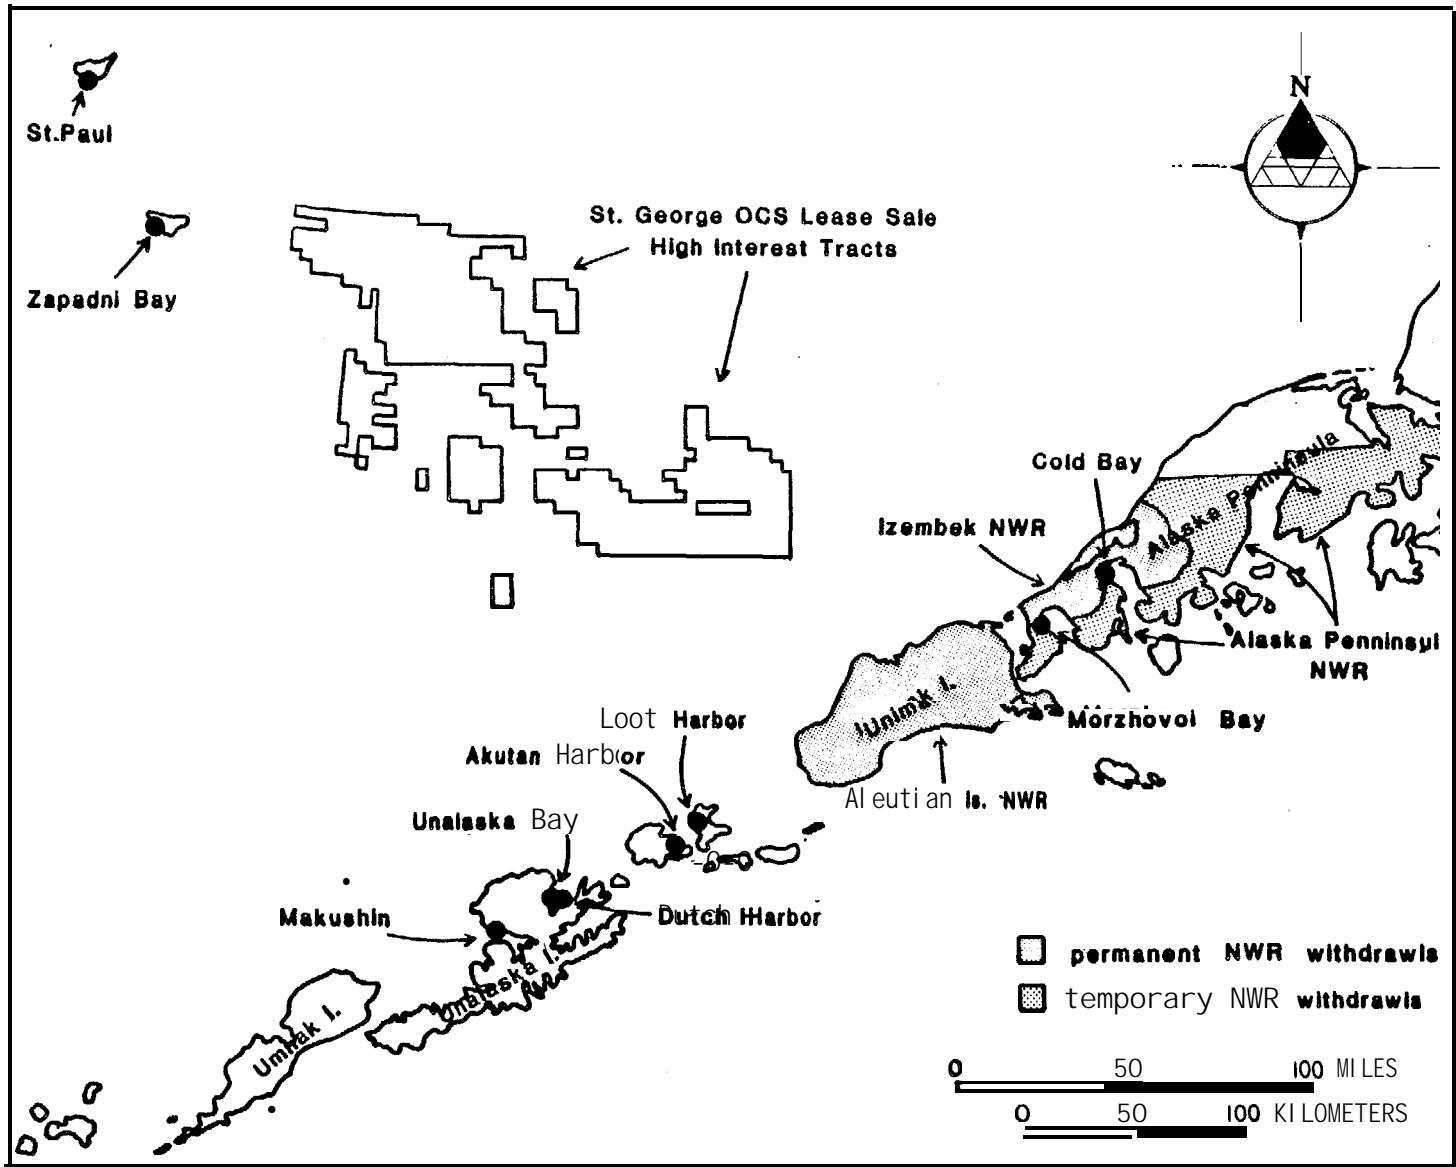 N
St.Paul
St. George OCS Lease Sale
High Interest Tracts
Zapadni Bay
Cold Bay
Alaska Penninsula
Izembek NWR
Alaska Penninsul
NWR
Unimak I.
Morzhovoi Bay
Loot Harbor
Akutan Harbor
Aleutian Is. NWR
Unalaska Bay
Makushin
Dutch Harbor
Unalaska I.
Umnak I.
permanent NWR withdrawls
temporary NWR withdrawls
0 50 100 MILES
0 50 100 KILOMETERS